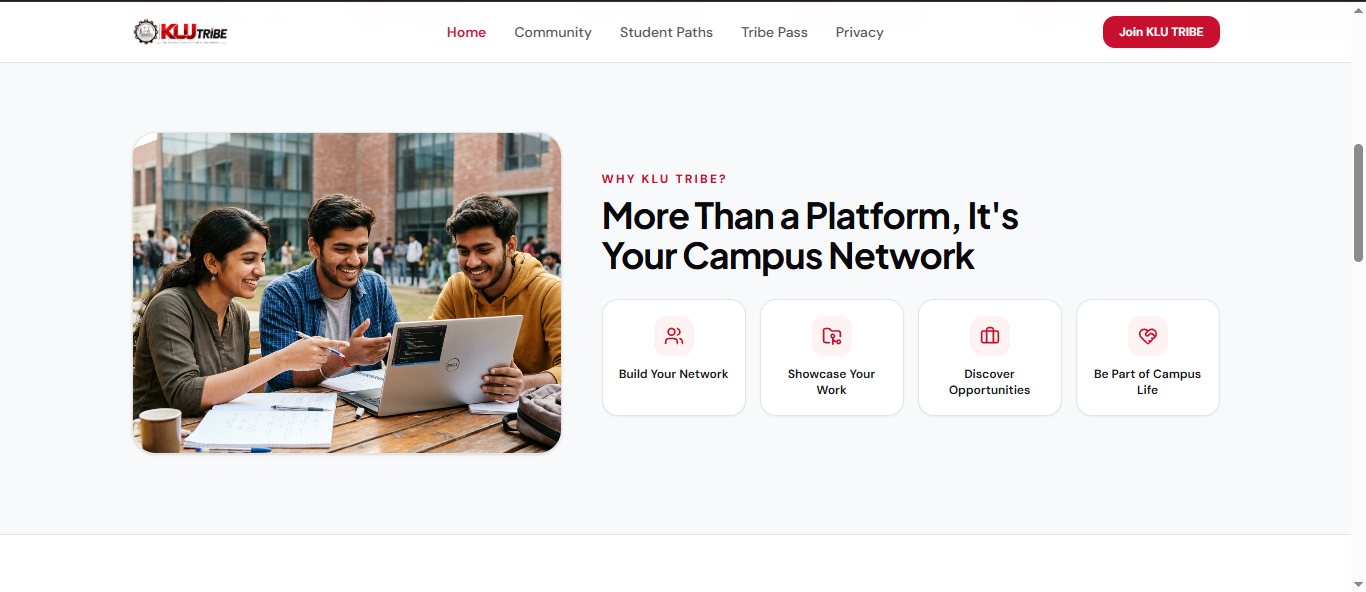 KLU TRIBE
Home
Community
Student Paths
Tribe Pass
Privacy
Join KLU TRIBE
WHY KLU TRIBE?
More Than a Platform, It's
Your Campus Network
Build Your Network
Showcase Your
Work
Discover
Opportunities
Be Part of Campus
Life
DELL